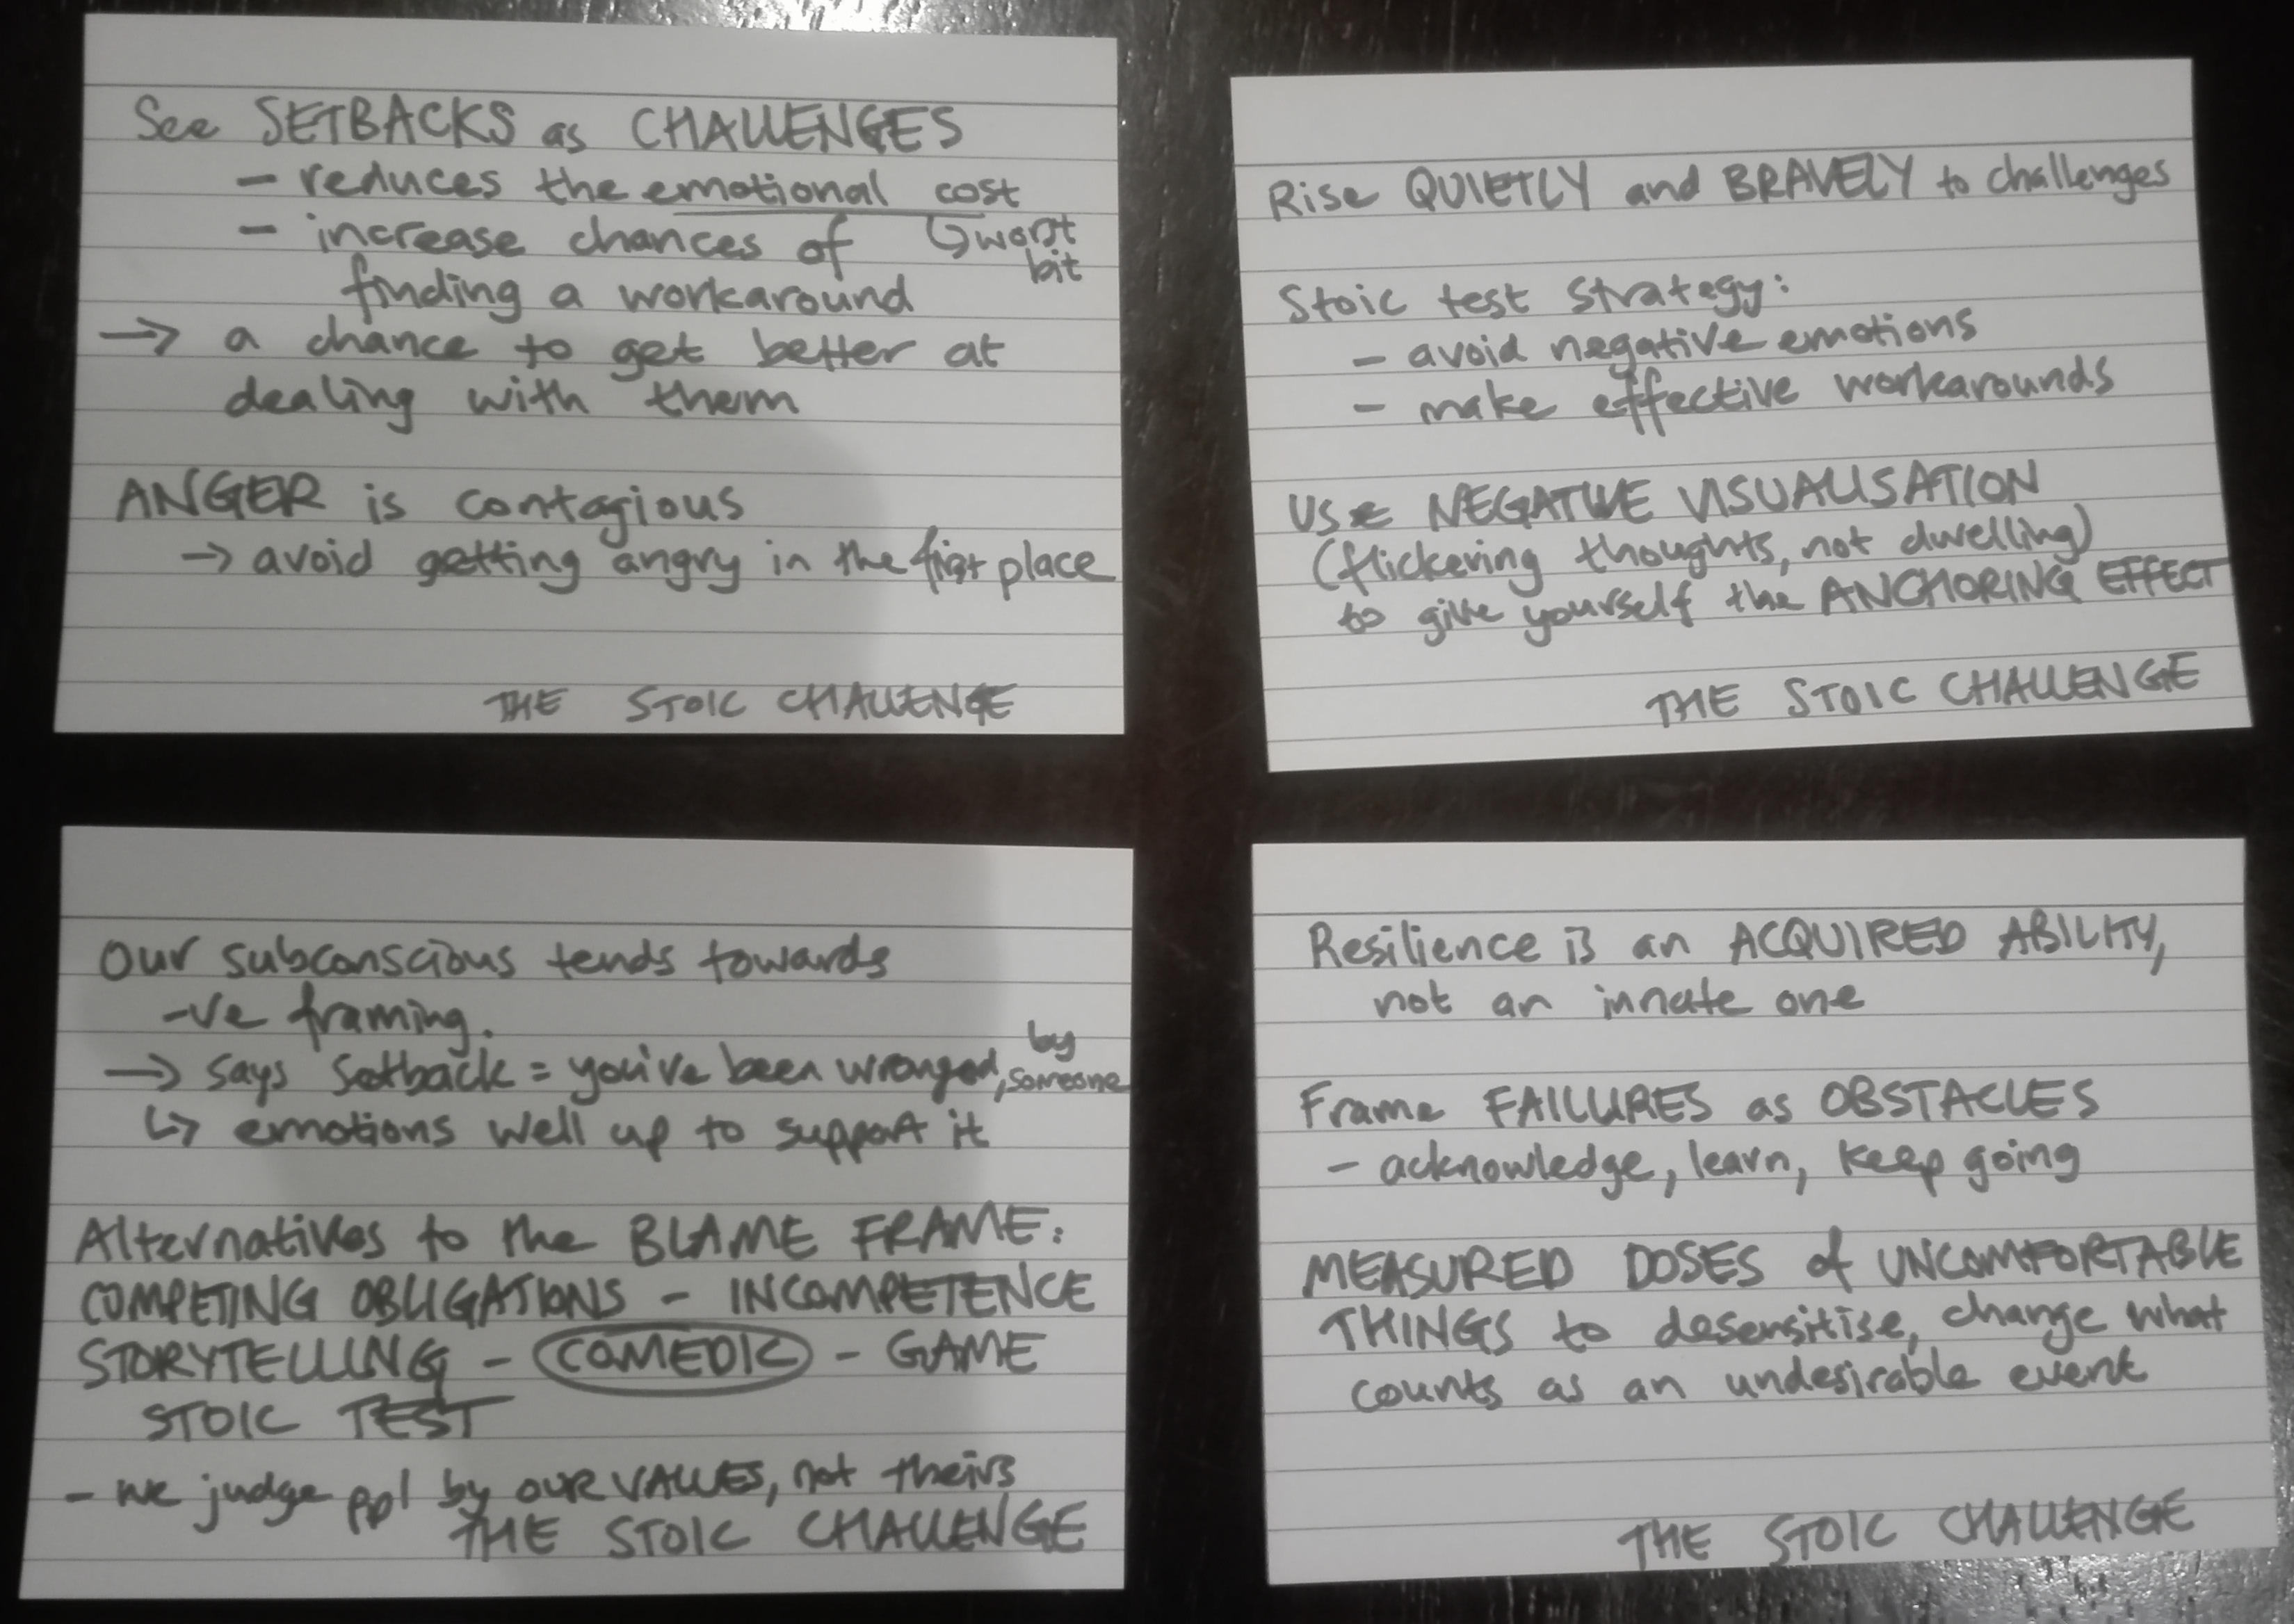 See SETBACKS as CHALLENGES
- reduces the emotional cost
- increase chances of ↳ worst
bit
finding a workaround
→ a chance to get better at
dealing with them
ANGER is contagious
→ avoid getting angry in the first place
THE STOIC CHALLENGE
Rise QUIETLY and BRAVELY to challenges
Stoic test strategy:
- avoid negative emotions
- make effective workarounds
Use NEGATIVE VISUALISATION
(flickering thoughts, not dwelling)
to give yourself the ANCHORING EFFECT
THE STOIC CHALLENGE
Our subconscious tends towards
-ve framing.
→ says setback = you've been wronged, by someone
↳ emotions well up to support it
Alternatives to the BLAME FRAME:
COMPETING OBLIGATIONS - INCOMPETENCE
STORYTELLING - COMEDIC - GAME
STOIC TEST
- we judge ppl by OUR VALUES, not theirs
THE STOIC CHALLENGE
Resilience is an ACQUIRED ABILITY,
not an innate one
Frame FAILURES as OBSTACLES
- acknowledge, learn, keep going
MEASURED DOSES of UNCOMFORTABLE
THINGS to desensitise, change what
counts as an undesirable event
THE STOIC CHALLENGE